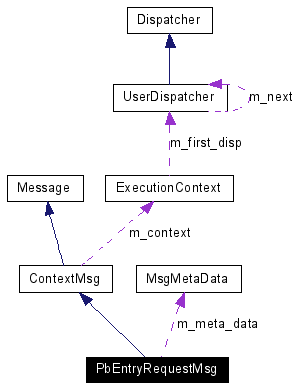 Dispatcher
UserDispatcher
m_next
m_first_disp
Message
ExecutionContext
m_context
ContextMsg
MsgMetaData
m_meta_data
PbEntryRequestMsg